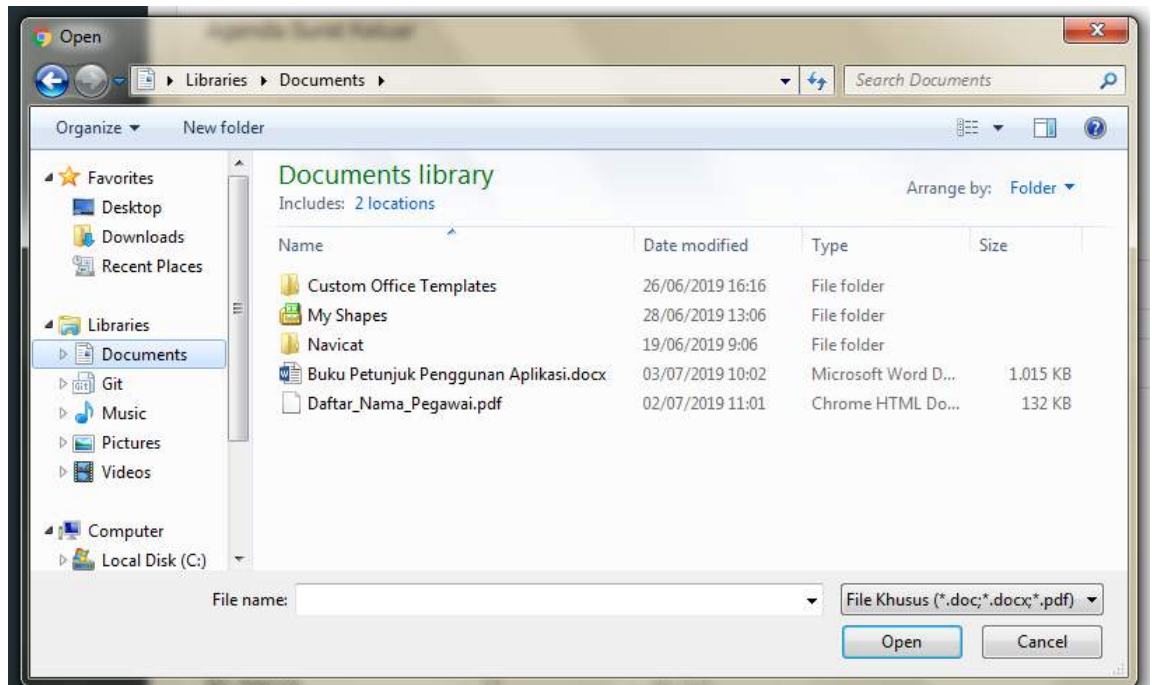 Agenda Surat Keluar
Open
Libraries Documents
Search Documents
Organize New folder
Favorites
Desktop
Downloads
Recent Places
Libraries
Documents
Git
Music
Pictures
Videos
Computer
Local Disk (C:)
Documents library
Includes: 2 locations
Arrange by: Folder
Name Date modified Type Size
Custom Office Templates 26/06/2019 16:16 File folder
My Shapes 28/06/2019 13:06 File folder
Navicat 19/06/2019 9:06 File folder
Buku Petunjuk Penggunan Aplikasi.docx 03/07/2019 10:02 Microsoft Word D... 1.015 KB
Daftar_Nama_Pegawai.pdf 02/07/2019 11:01 Chrome HTML Do... 132 KB
File name: File Khusus (*.doc;*.docx;*.pdf)
Open Cancel